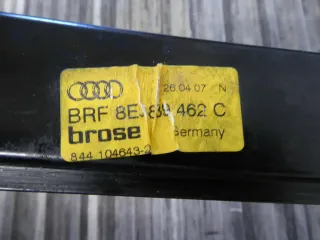 26.04.07 N
BRF 8E 839 462 C
brose Germany
844 104643-2